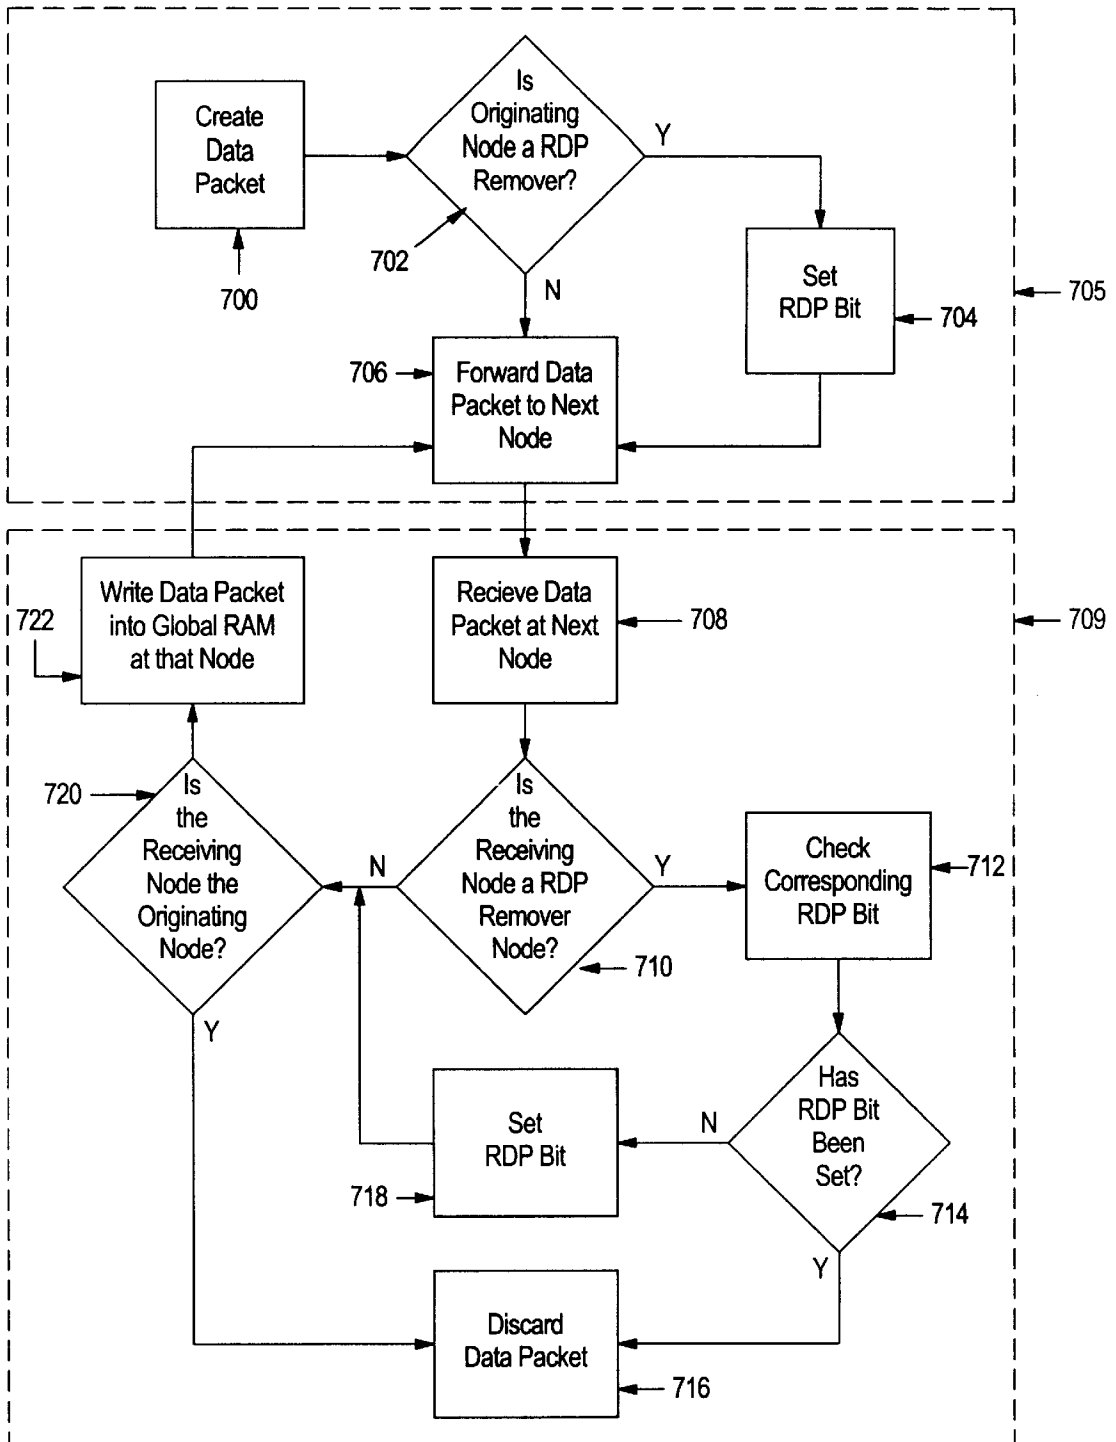 Create
Data
Packet
700
Is
Originating
Node a RDP
Remover?
702
Y
N
Set
RDP Bit
704
705
706
Forward Data
Packet to Next
Node
Write Data Packet
into Global RAM
at that Node
722
Recieve Data
Packet at Next
Node
708
709
720
Is
the
Receiving
Node the
Originating
Node?
N
Y
Is
the
Receiving
Node a RDP
Remover
Node?
710
Y
Check
Corresponding
RDP Bit
712
Has
RDP Bit
Been
Set?
714
N
Y
Set
RDP Bit
718
Discard
Data Packet
716